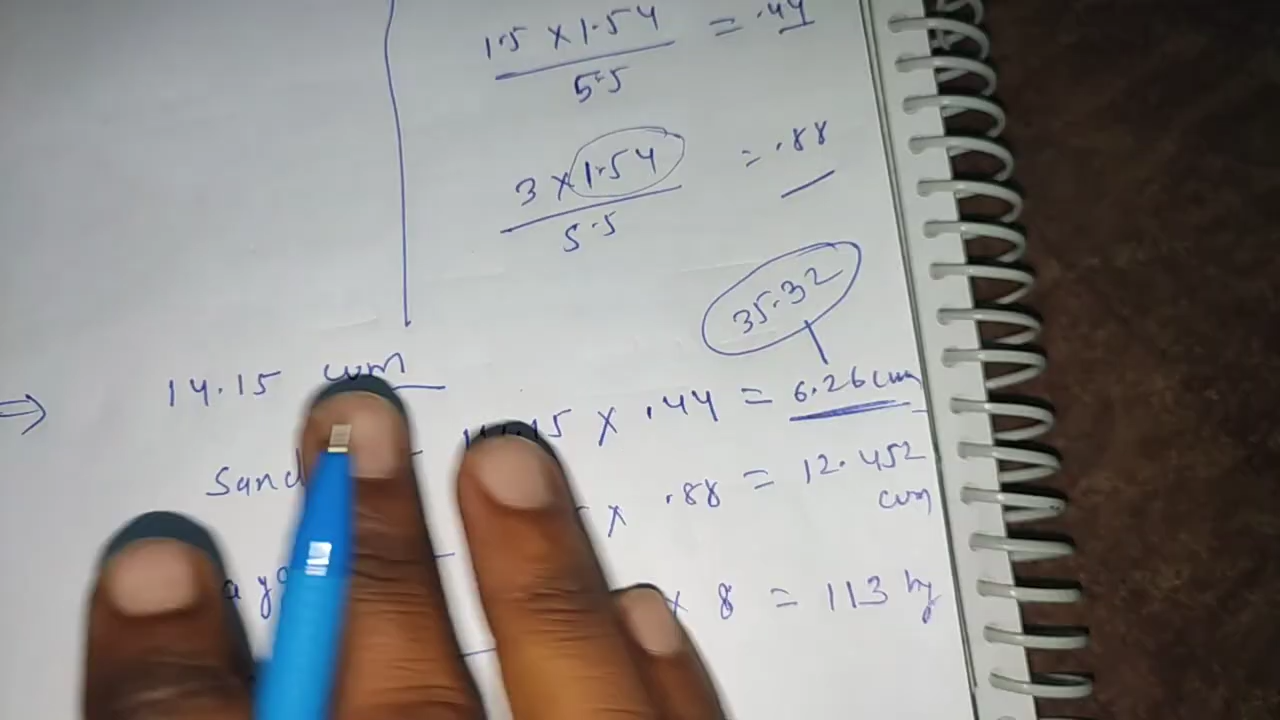 1.5 × 1.54 = .44
5.5
3 × 1.54 = .88
5.5
35.32
14.15 cum
15 × .44 = 6.26 cum
Sand
× .88 = 12.452
cum
× 8 = 113 kg